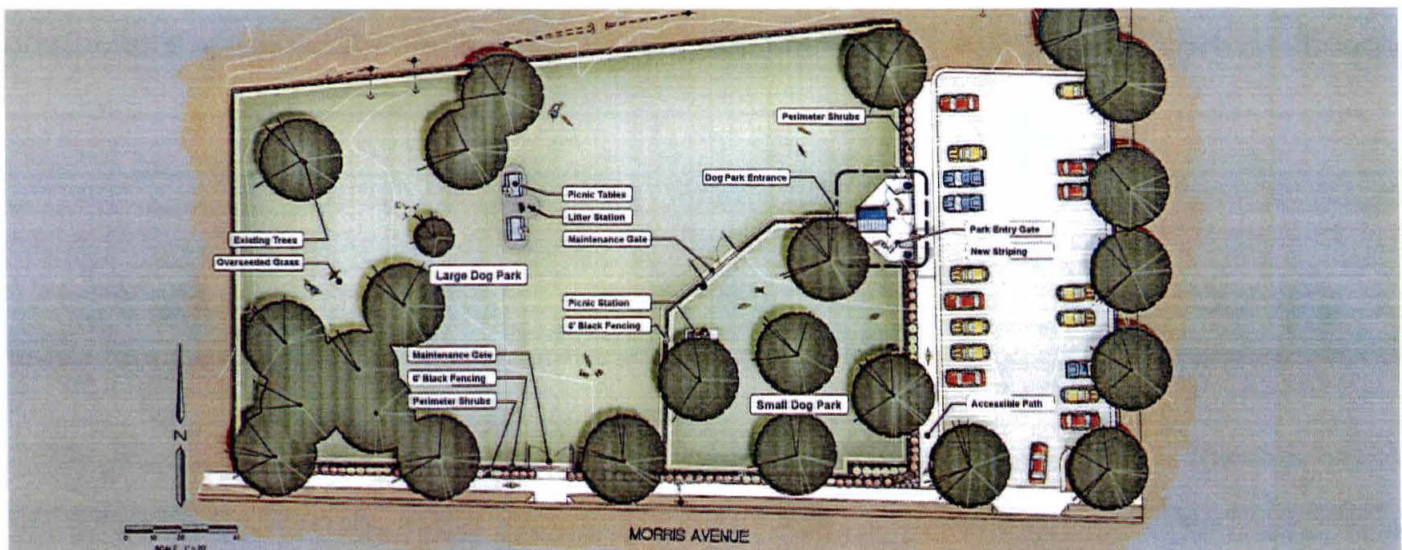 Perimeter Shrubs
Dog Park Entrance
Picnic Tables
Litter Station
Maintenance Gate
Park Entry Gate
New Striping
Existing Trees
Overseeded Grass
Large Dog Park
Picnic Station
6' Black Fencing
Maintenance Gate
6' Black Fencing
Perimeter Shrubs
Small Dog Park
Accessible Path
N
MORRIS AVENUE